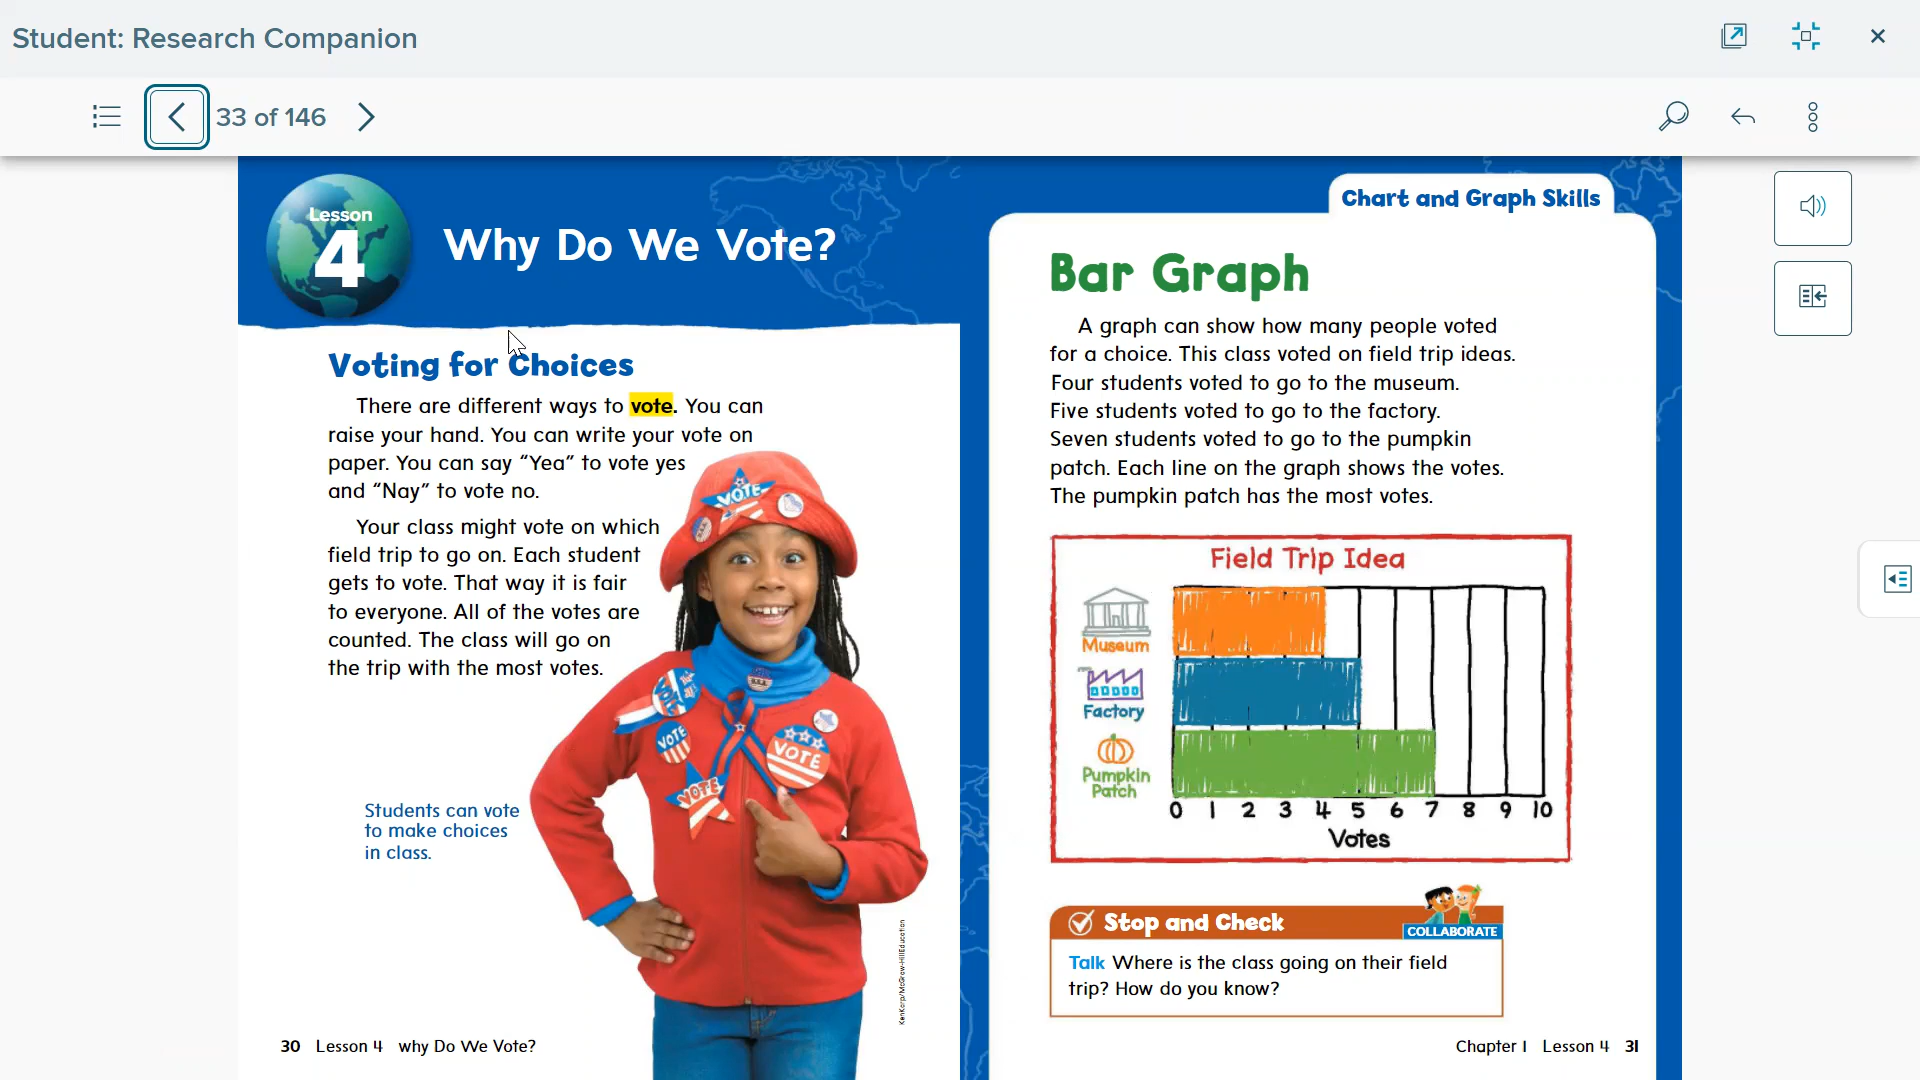 Student: Research Companion
33 of 146
Lesson
4
Why Do We Vote?
Voting for Choices
There are different ways to vote. You can
raise your hand. You can write your vote on
paper. You can say “Yea” to vote yes
and “Nay” to vote no.
Your class might vote on which
field trip to go on. Each student
gets to vote. That way it is fair
to everyone. All of the votes are
counted. The class will go on
the trip with the most votes.
VOTE
VOTE
VOTE
VOTE
VOTE
Students can vote
to make choices
in class.
KenKarp/McGraw-Hill Education
30 Lesson 4 why Do We Vote?
Chart and Graph Skills
Bar Graph
A graph can show how many people voted
for a choice. This class voted on field trip ideas.
Four students voted to go to the museum.
Five students voted to go to the factory.
Seven students voted to go to the pumpkin
patch. Each line on the graph shows the votes.
The pumpkin patch has the most votes.
Field Trip Idea
Museum
Factory
Pumpkin
Patch
0 1 2 3 4 5 6 7 8 9 10
Votes
Stop and Check
COLLABORATE
Talk Where is the class going on their field
trip? How do you know?
Chapter 1 Lesson 4 31